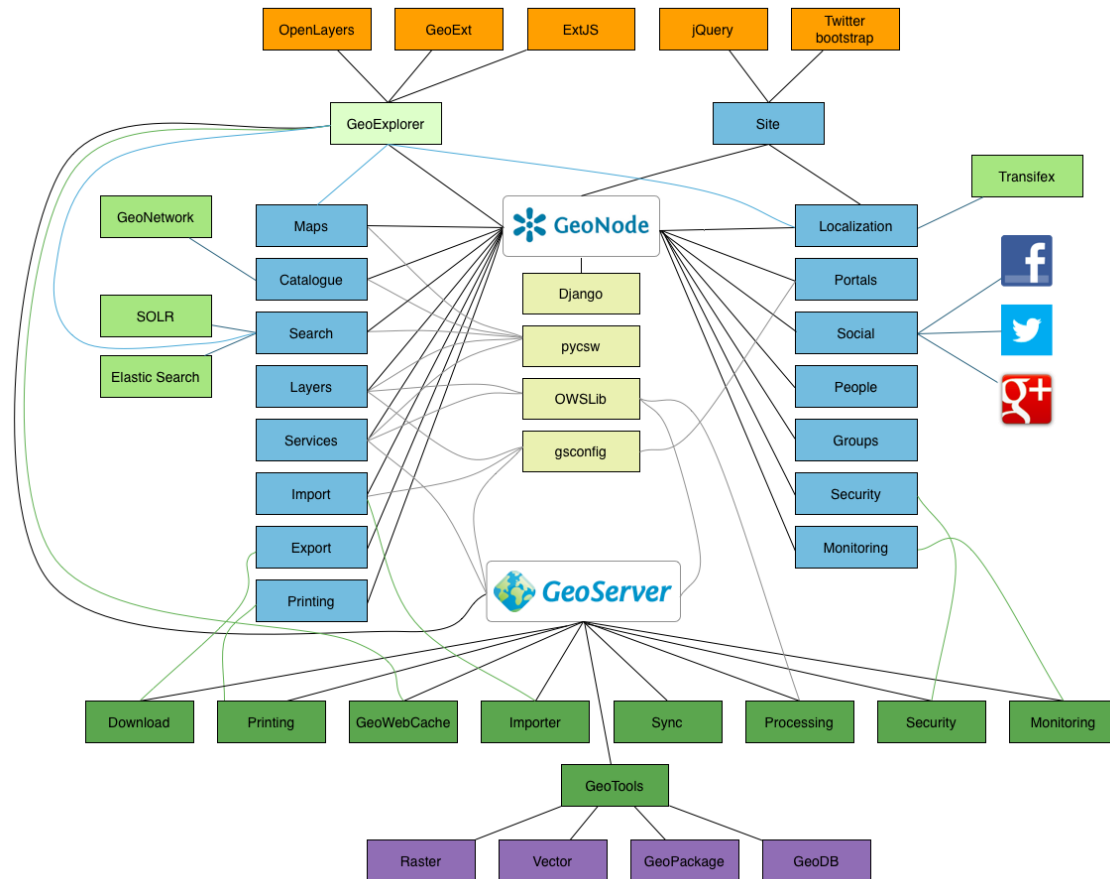 OpenLayers
GeoExt
ExtJS
jQuery
Twitter
bootstrap
GeoExplorer
Site
Transifex
GeoNetwork
Maps
GeoNode
Localization
f
Catalogue
Django
Portals
SOLR
Search
pycsw
Social
Elastic Search
Layers
OWSLib
People
g+
Services
gsconfig
Groups
Import
Security
Export
GeoServer
Monitoring
Printing
Download
Printing
GeoWebCache
Importer
Sync
Processing
Security
Monitoring
GeoTools
Raster
Vector
GeoPackage
GeoDB